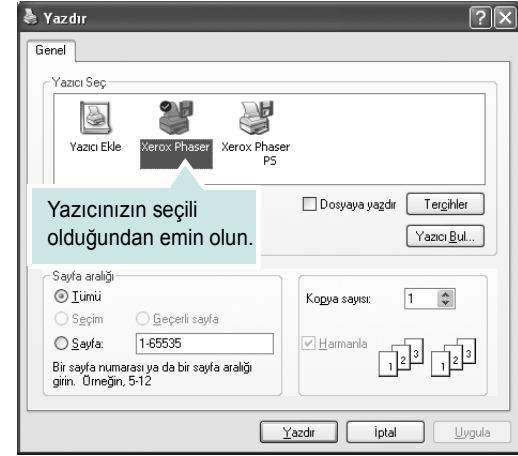 Yazdır
Genel
Yazıcı Seç
Yazıcı Ekle
Xerox Phaser
Xerox Phaser PS
Yazıcınızın seçili
olduğundan emin olun.
Dosyaya yazdır
Tercihler
Yazıcı Bul...
Sayfa aralığı
Tümü
Seçim
Geçerli sayfa
Sayfa:
1-65535
Bir sayfa numarası ya da bir sayfa aralığı
girin. Örneğin, 5-12
Kopya sayısı:
1
Harmanla
1 2 3
1 2 3
Yazdır
İptal
Uygula